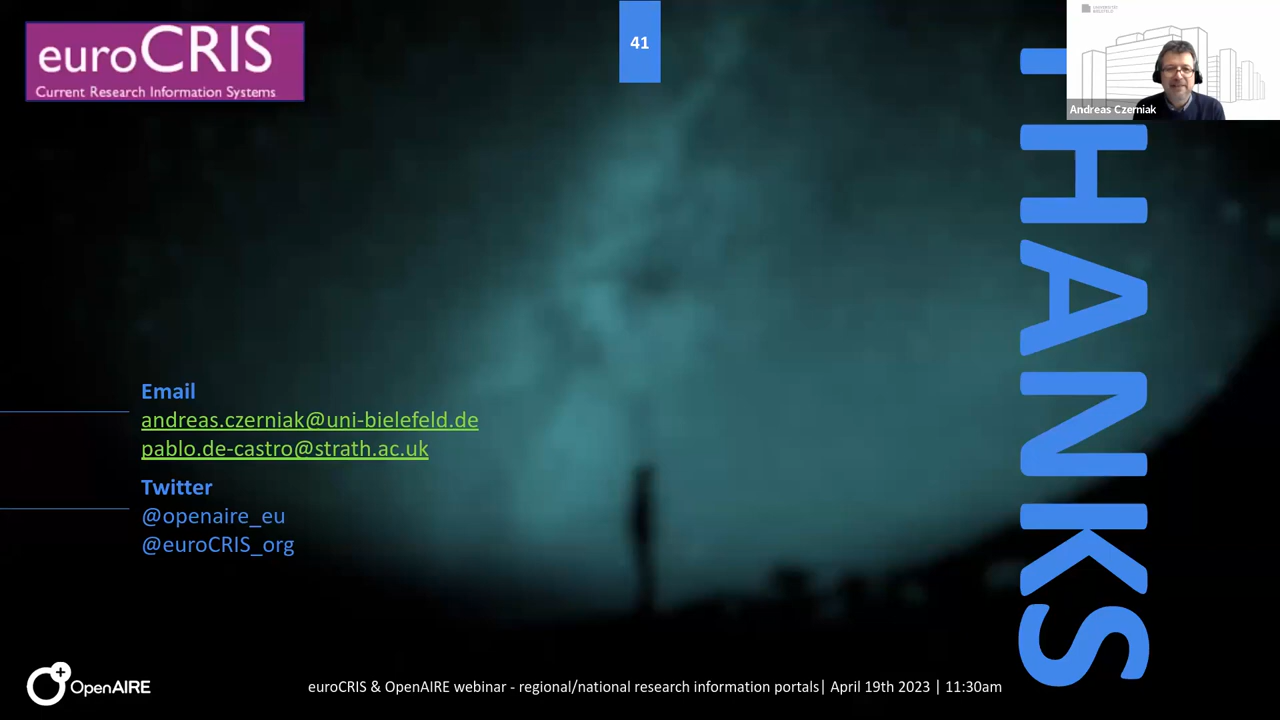 euroCRIS
Current Research Information Systems
41
Andreas Czerniak
THANKS
Email
andreas.czerniak@uni-bielefeld.de
pablo.de-castro@strath.ac.uk
Twitter
@openaire_eu
@euroCRIS_org
OpenAIRE
euroCRIS & OpenAIRE webinar - regional/national research information portals| April 19th 2023 | 11:30am